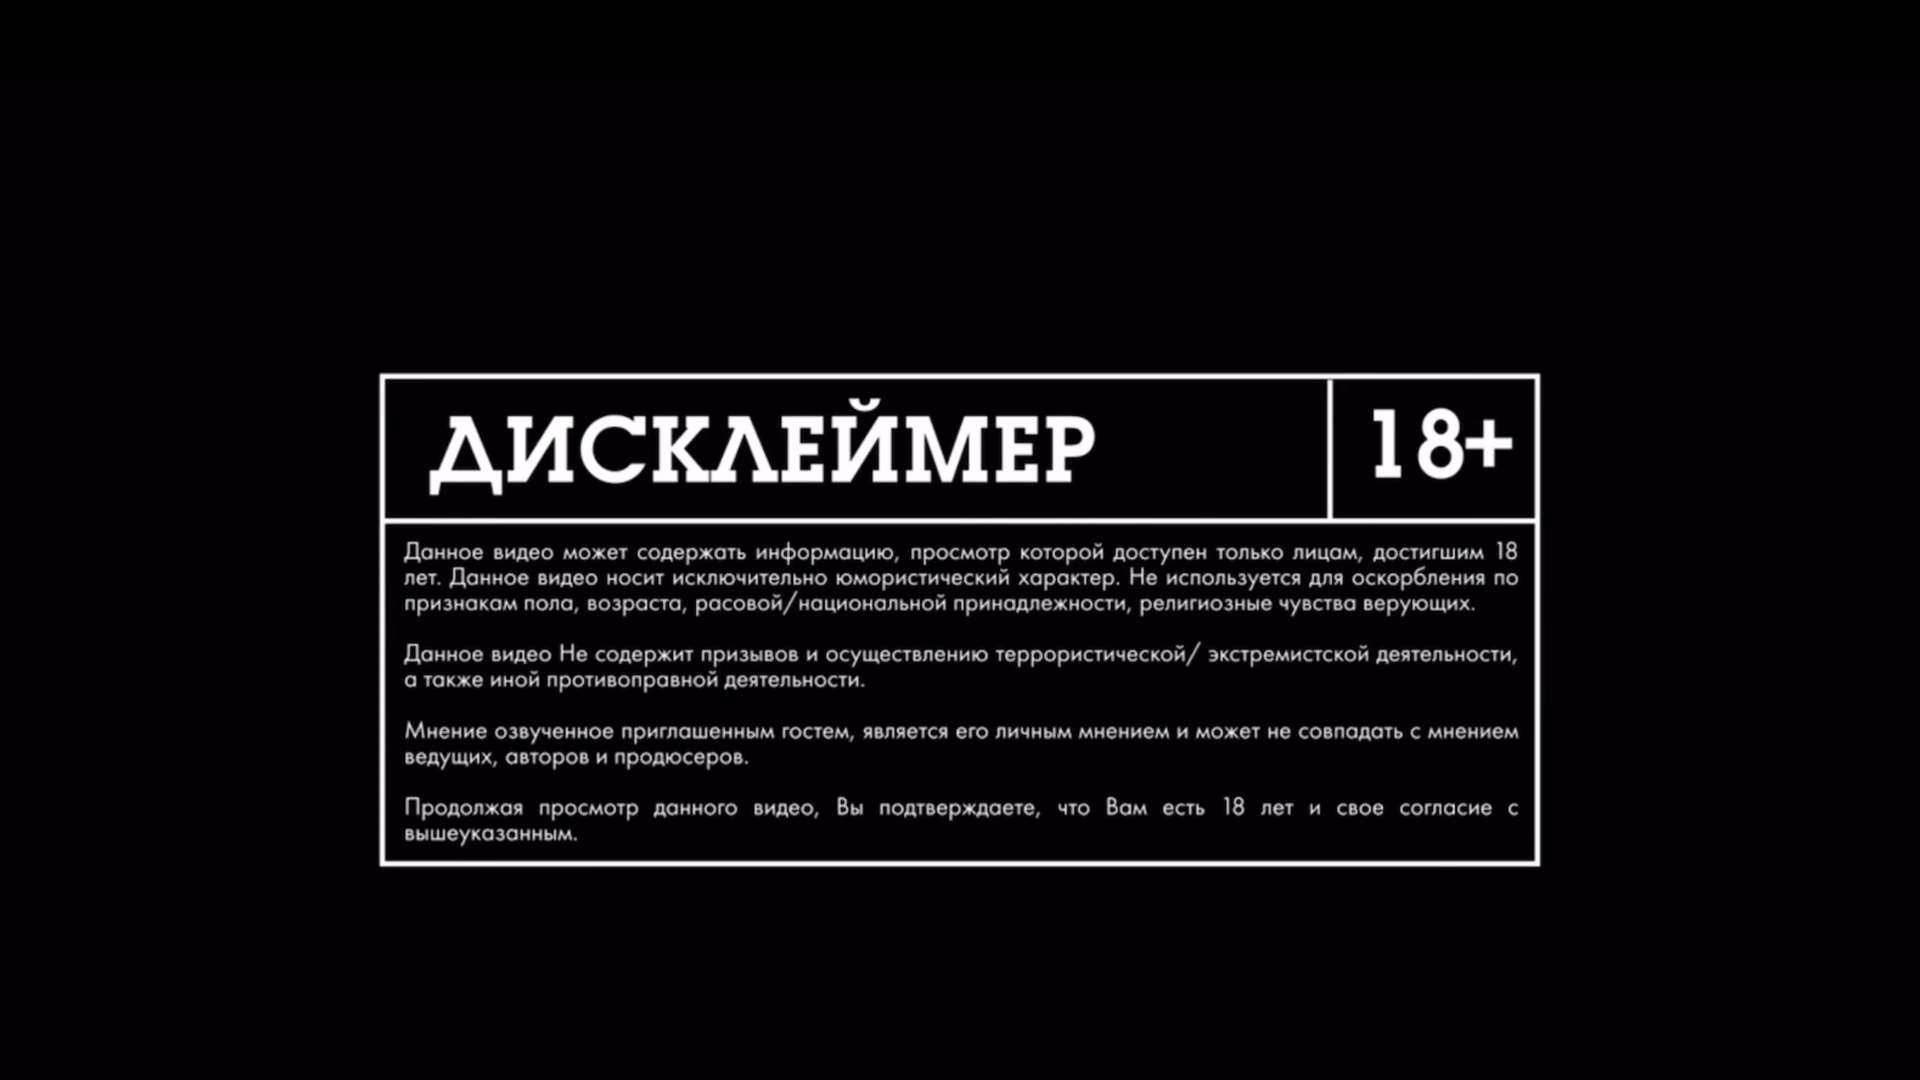 ДИСКЛЕЙМЕР 18+
Данное видео может содержать информацию, просмотр которой доступен только лицам, достигшим 18
лет. Данное видео носит исключительно юмористический характер. Не используется для оскорбления по
признакам пола, возраста, расовой/национальной принадлежности, религиозные чувства верующих.
Данное видео Не содержит призывов и осуществлению террористической/ экстремистской деятельности,
а также иной противоправной деятельности.
Мнение озвученное приглашенным гостем, является его личным мнением и может не совпадать с мнением
ведущих, авторов и продюсеров.
Продолжая просмотр данного видео, Вы подтверждаете, что Вам есть 18 лет и свое согласие с
вышеуказанным.